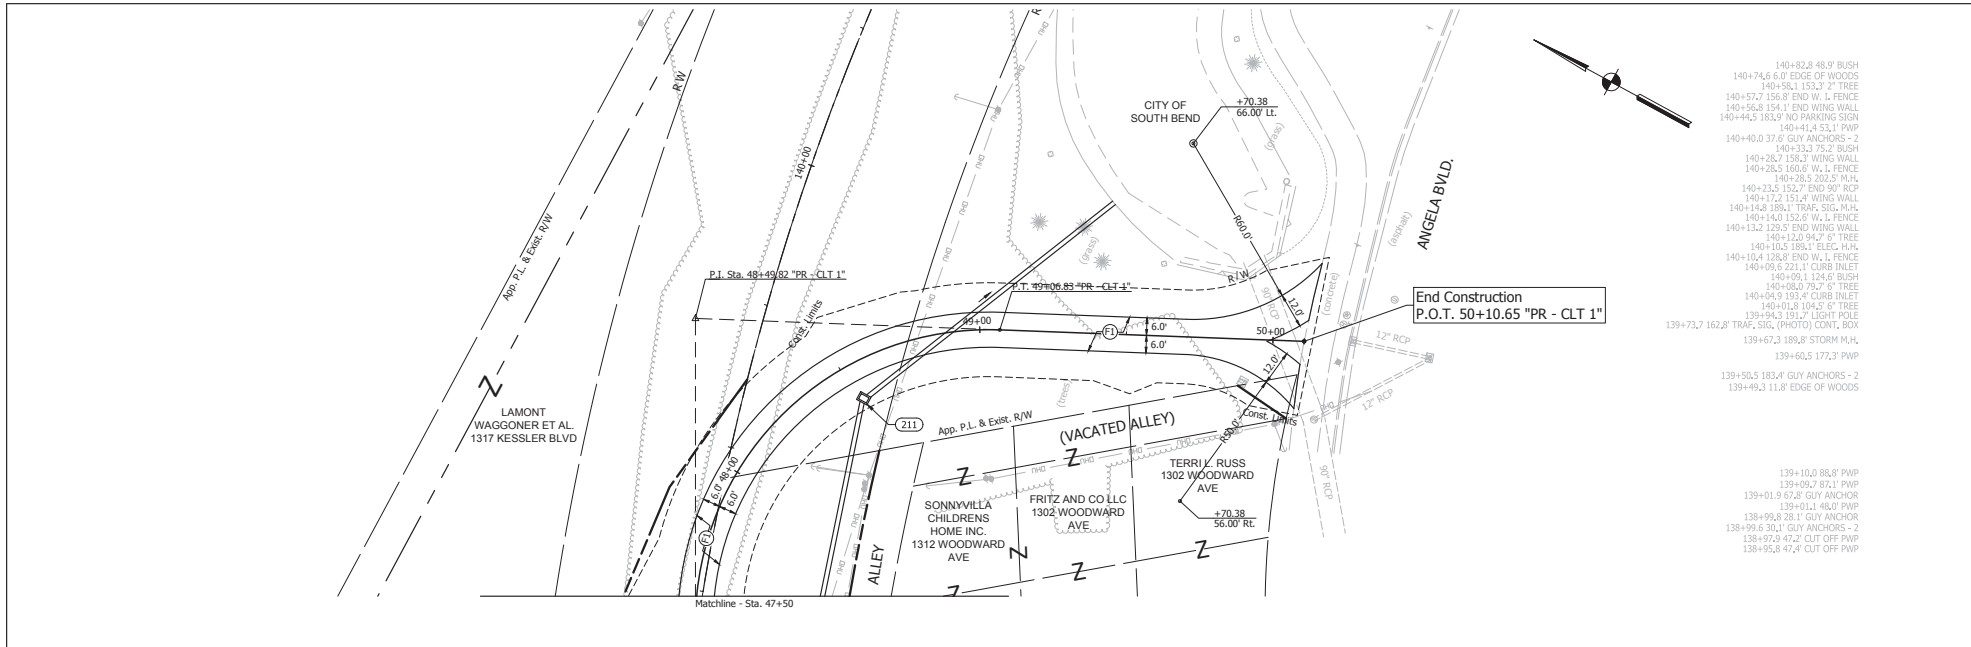 R/W
R
OHU
OHU
OHU
140+00
CITY OF
SOUTH BEND
+70.38
66.00' Lt.
(grass)
R60.0'
ANGELA BVLD.
(asphalt)
App. P.L. & Exist. R/W
P.I. Sta. 48+49.82 "PR - CLT 1"
P.T. 49+06.83 "PR - CLT 1"
(grass)
R/W
90" RCP
(concrete)
12.0'
End Construction
P.O.T. 50+10.65 "PR - CLT 1"
Const. Limits
49+00
F1
6.0'
6.0'
50+00
12.0'
12" RCP
12" RCP
OHU
(trees)
Const. Limits
R50.0'
Z
LAMONT
WAGGONER ET AL.
1317 KESSLER BLVD
211
App. P.L. & Exist. R/W
(VACATED ALLEY)
OHU
OHU
OHU
48+00
6.0'
6.0'
F1
Z
Z
SONNYVILLA
CHILDRENS
HOME INC.
1312 WOODWARD
AVE
FRITZ AND CO LLC
1302 WOODWARD
AVE
TERRI L. RUSS
1302 WOODWARD
AVE
+70.38
56.00' Rt.
90" RCP
ALLEY
Z
Z
Z
Z
Matchline - Sta. 47+50
140+82.8 48.9' BUSH
140+74.6 6.0' EDGE OF WOODS
140+58.1 153.3' 2" TREE
140+57.7 156.8' END W. I. FENCE
140+56.8 154.1' END WING WALL
140+44.5 183.9' NO PARKING SIGN
140+41.4 53.1' PWP
140+40.0 37.6' GUY ANCHORS - 2
140+33.3 75.2' BUSH
140+28.7 158.3' WING WALL
140+28.5 160.6' W. I. FENCE
140+28.5 202.5' M.H.
140+23.5 152.7' END 90" RCP
140+17.2 151.4' WING WALL
140+14.8 189.1' TRAF. SIG. M.H.
140+14.0 152.6' W. I. FENCE
140+13.2 129.5' END WING WALL
140+12.0 94.7' 6" TREE
140+10.5 189.1' ELEC. H.H.
140+10.4 128.8' END W. I. FENCE
140+09.6 221.1' CURB INLET
140+09.1 124.6' BUSH
140+08.0 79.7' 6" TREE
140+04.9 193.4' CURB INLET
140+01.8 104.5' 6" TREE
139+94.3 191.7' LIGHT POLE
139+73.7 162.8' TRAF. SIG. (PHOTO) CONT. BOX
139+67.3 189.8' STORM M.H.
139+60.5 177.3' PWP
139+50.5 183.4' GUY ANCHORS - 2
139+49.3 11.8' EDGE OF WOODS
139+10.0 88.8' PWP
139+09.7 87.1' PWP
139+01.9 67.8' GUY ANCHOR
139+01.1 48.0' PWP
138+99.8 28.1' GUY ANCHOR
138+99.6 30.1' GUY ANCHORS - 2
138+97.9 47.2' CUT OFF PWP
138+95.8 47.4' CUT OFF PWP